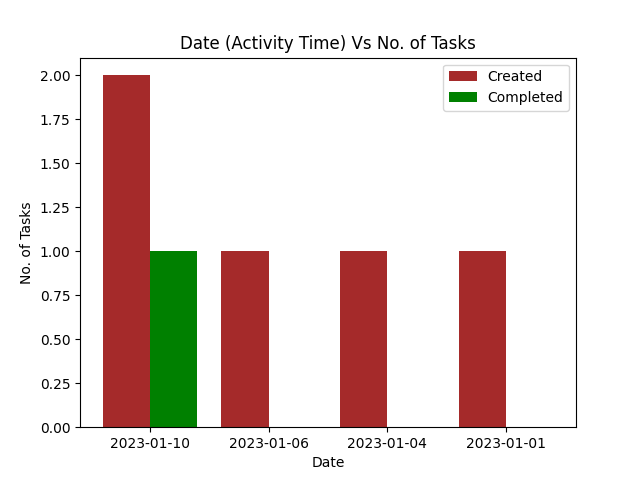 Date (Activity Time) Vs No. of Tasks
Created
Completed
No. of Tasks
2.00
1.75
1.50
1.25
1.00
0.75
0.50
0.25
0.00
2023-01-10 2023-01-06 2023-01-04 2023-01-01
Date